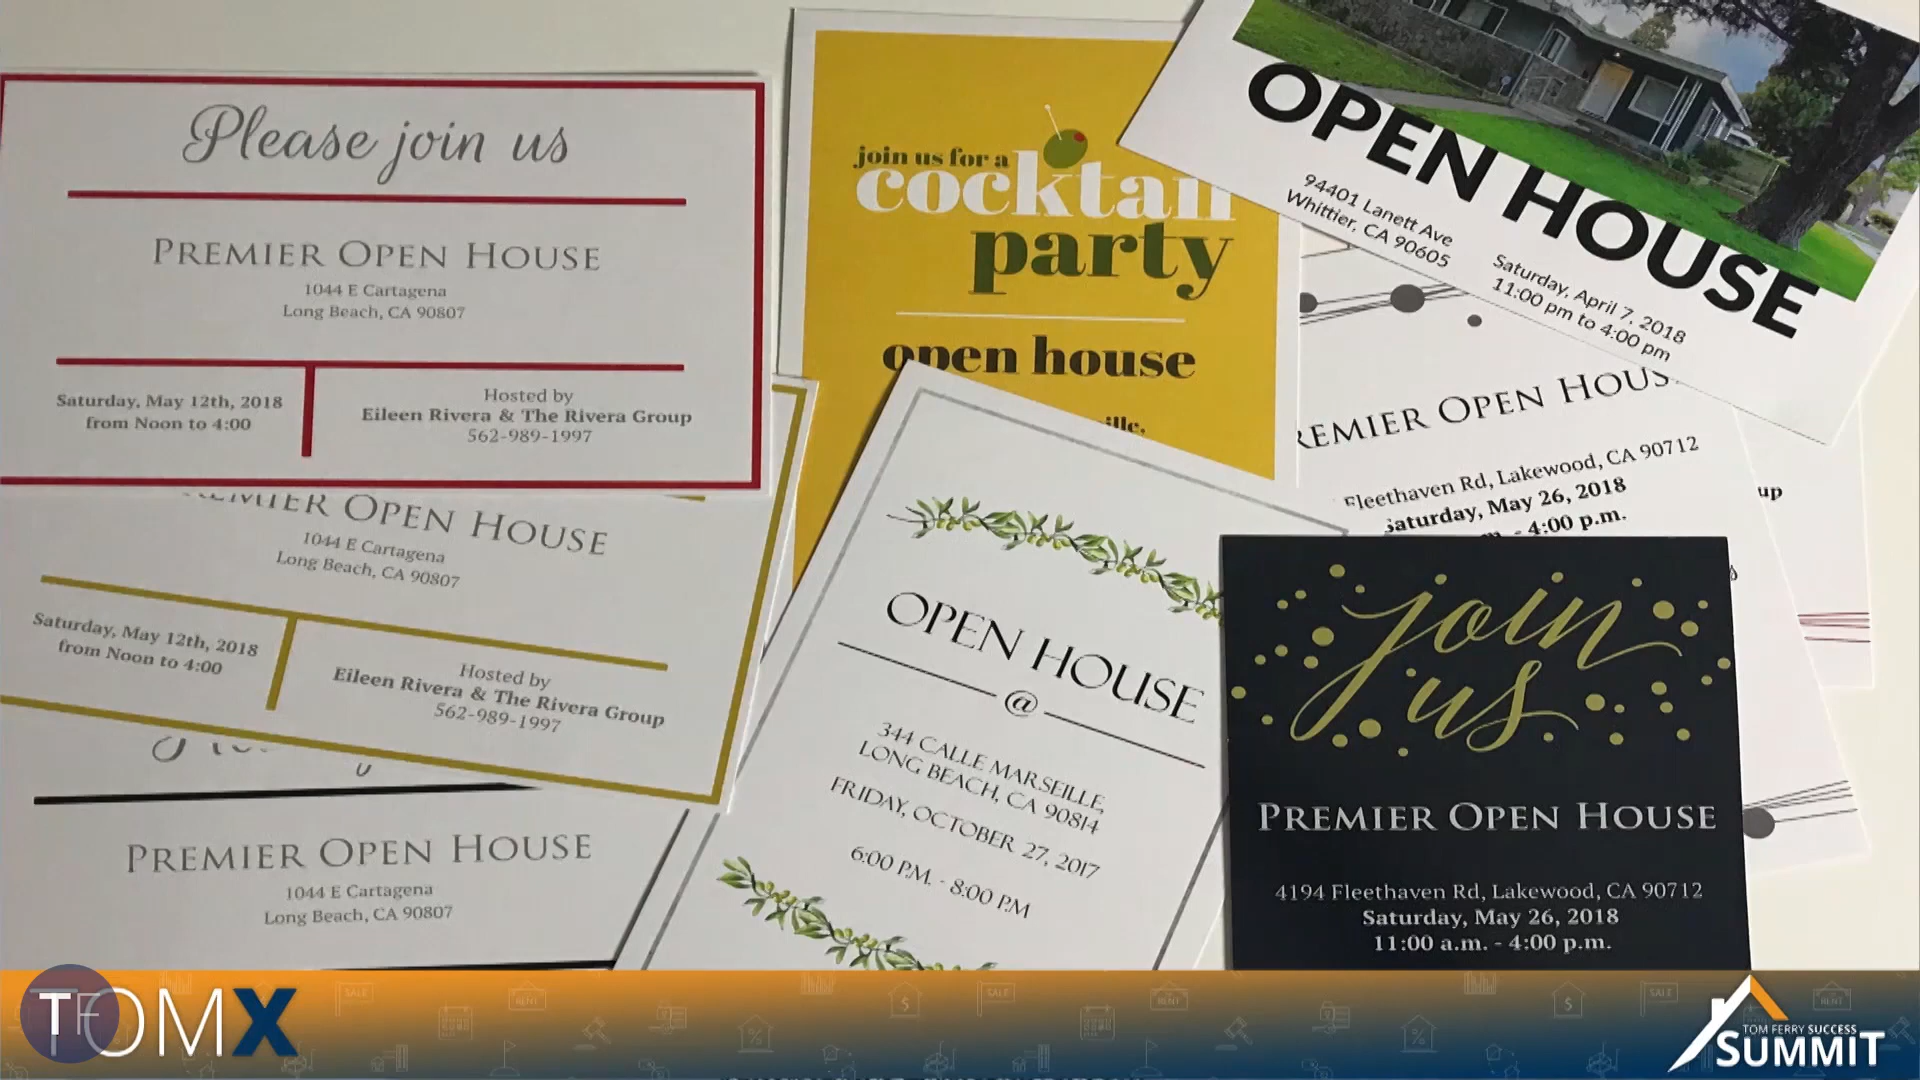 Please join us
PREMIER OPEN HOUSE
1044 E Cartagena
Long Beach, CA 90807
Saturday, May 12th, 2018
from Noon to 4:00
Hosted by
Eileen Rivera & The Rivera Group
562-989-1997
PREMIER OPEN HOUSE
1044 E Cartagena
Long Beach, CA 90807
Saturday, May 12th, 2018
from Noon to 4:00
Hosted by
Eileen Rivera & The Rivera Group
562-989-1997
PREMIER OPEN HOUSE
1044 E Cartagena
Long Beach, CA 90807
join us for a
cocktail
party
open house
ille,
OPEN HOUSE
@
344 CALLE MARSEILLE,
LONG BEACH, CA 90814
FRIDAY, OCTOBER 27, 2017
6:00 P.M. - 8:00 P.M
OPEN HOUSE
94401 Lanett Ave
Whittier, CA 90605
Saturday, April 7, 2018
11:00 pm to 4:00 pm
REMIER OPEN HOUS
Fleethaven Rd, Lakewood, CA 90712
Saturday, May 26, 2018
- 4:00 p.m.
up
join
us
PREMIER OPEN HOUSE
4194 Fleethaven Rd, Lakewood, CA 90712
Saturday, May 26, 2018
11:00 a.m. - 4:00 p.m.
TOMX
TF
TOM FERRY SUCCESS
SUMMIT